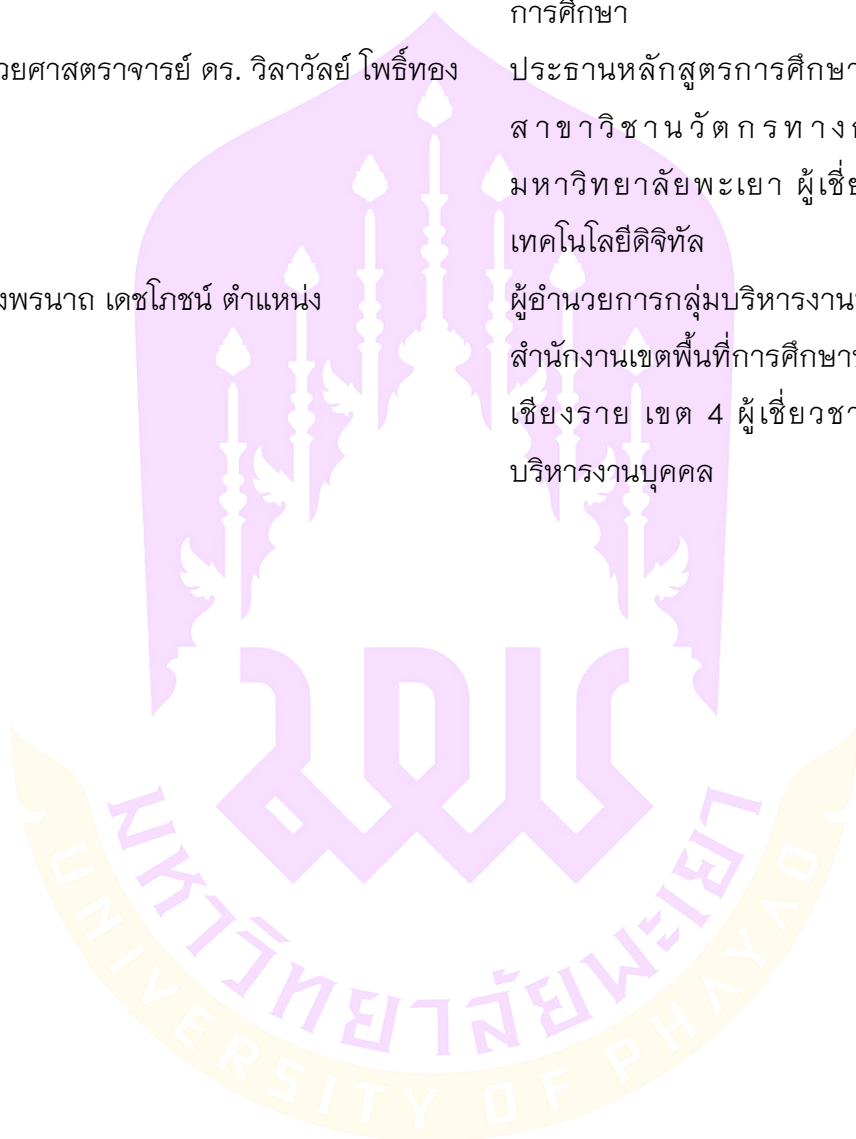 การศึกษา
วยศาสตราจารย์ ดร. วิลาวัลย์ โพธิ์ทอง ประธานหลักสูตรการศึกษา
สาขาวิชานวัตกรทาง
มหาวิทยาลัยพะเยา ผู้เชี่ย
เทคโนโลยีดิจิทัล
งพรนาถ เดชโภชน์ ตำแหน่ง ผู้อำนวยการกลุ่มบริหารงาน
สำนักงานเขตพื้นที่การศึกษา
เชียงราย เขต 4 ผู้เชี่ยวชา
บริหารงานบุคคล
มหาวิทยาลัยพะเยา
UNIVERSITY OF PHAYAO